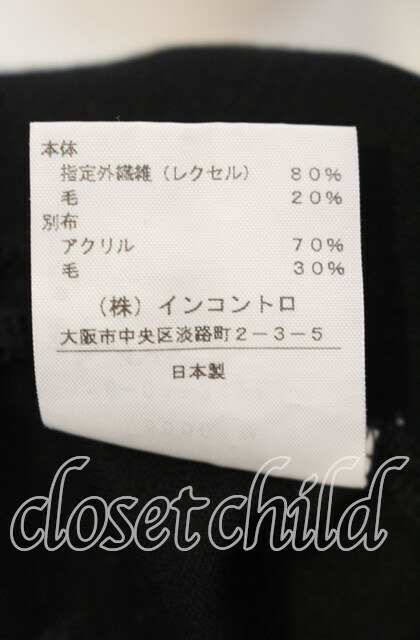 本体
指定外繊維（レクセル） ８０％
毛 ２０％
別布
アクリル ７０％
毛 ３０％
（株）インコントロ
大阪市中央区淡路町２－３－５
日本製
closet child